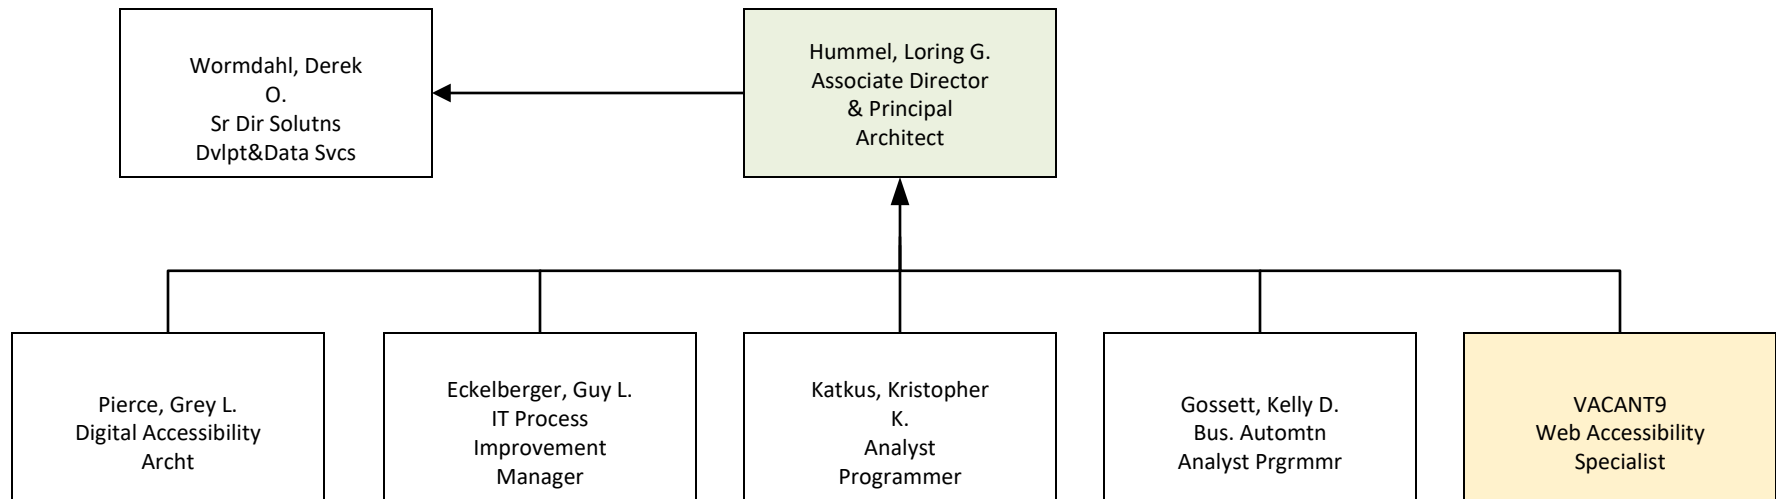 Wormdahl, Derek
O.
Sr Dir Solutns
Dvlpt&Data Svcs
Hummel, Loring G.
Associate Director
& Principal
Architect
Pierce, Grey L.
Digital Accessibility
Archt
Eckelberger, Guy L.
IT Process
Improvement
Manager
Katkus, Kristopher
K.
Analyst
Programmer
Gossett, Kelly D.
Bus. Automtn
Analyst Prgrmmr
VACANT9
Web Accessibility
Specialist